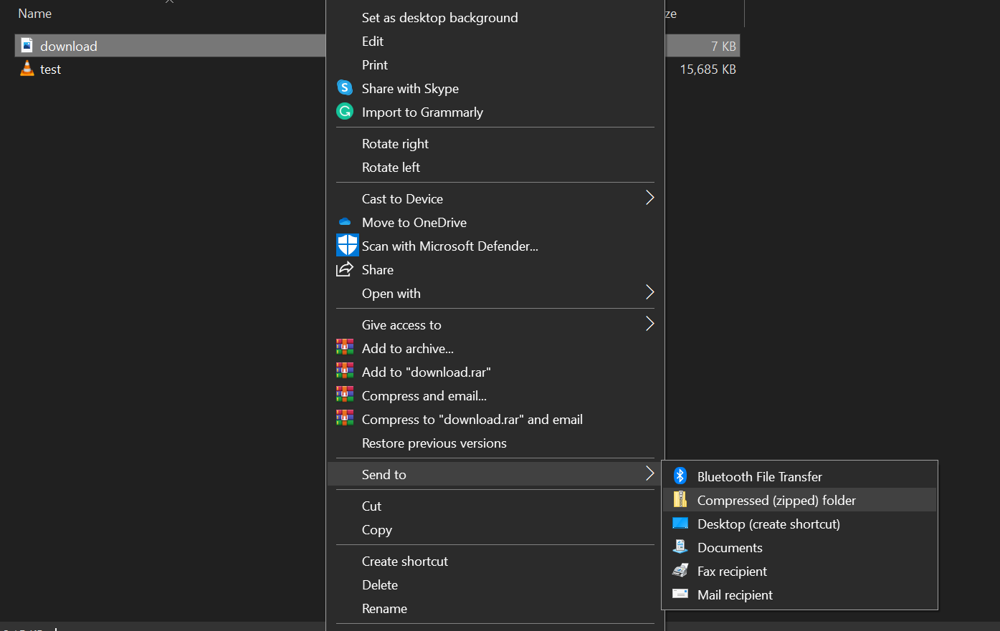 Name
ze
download
7 KB
test
15,685 KB
Set as desktop background
Edit
Print
Share with Skype
Import to Grammarly
Rotate right
Rotate left
Cast to Device
Move to OneDrive
Scan with Microsoft Defender...
Share
Open with
Give access to
Add to archive...
Add to "download.rar"
Compress and email...
Compress to "download.rar" and email
Restore previous versions
Send to
Cut
Copy
Create shortcut
Delete
Rename
Bluetooth File Transfer
Compressed (zipped) folder
Desktop (create shortcut)
Documents
Fax recipient
Mail recipient